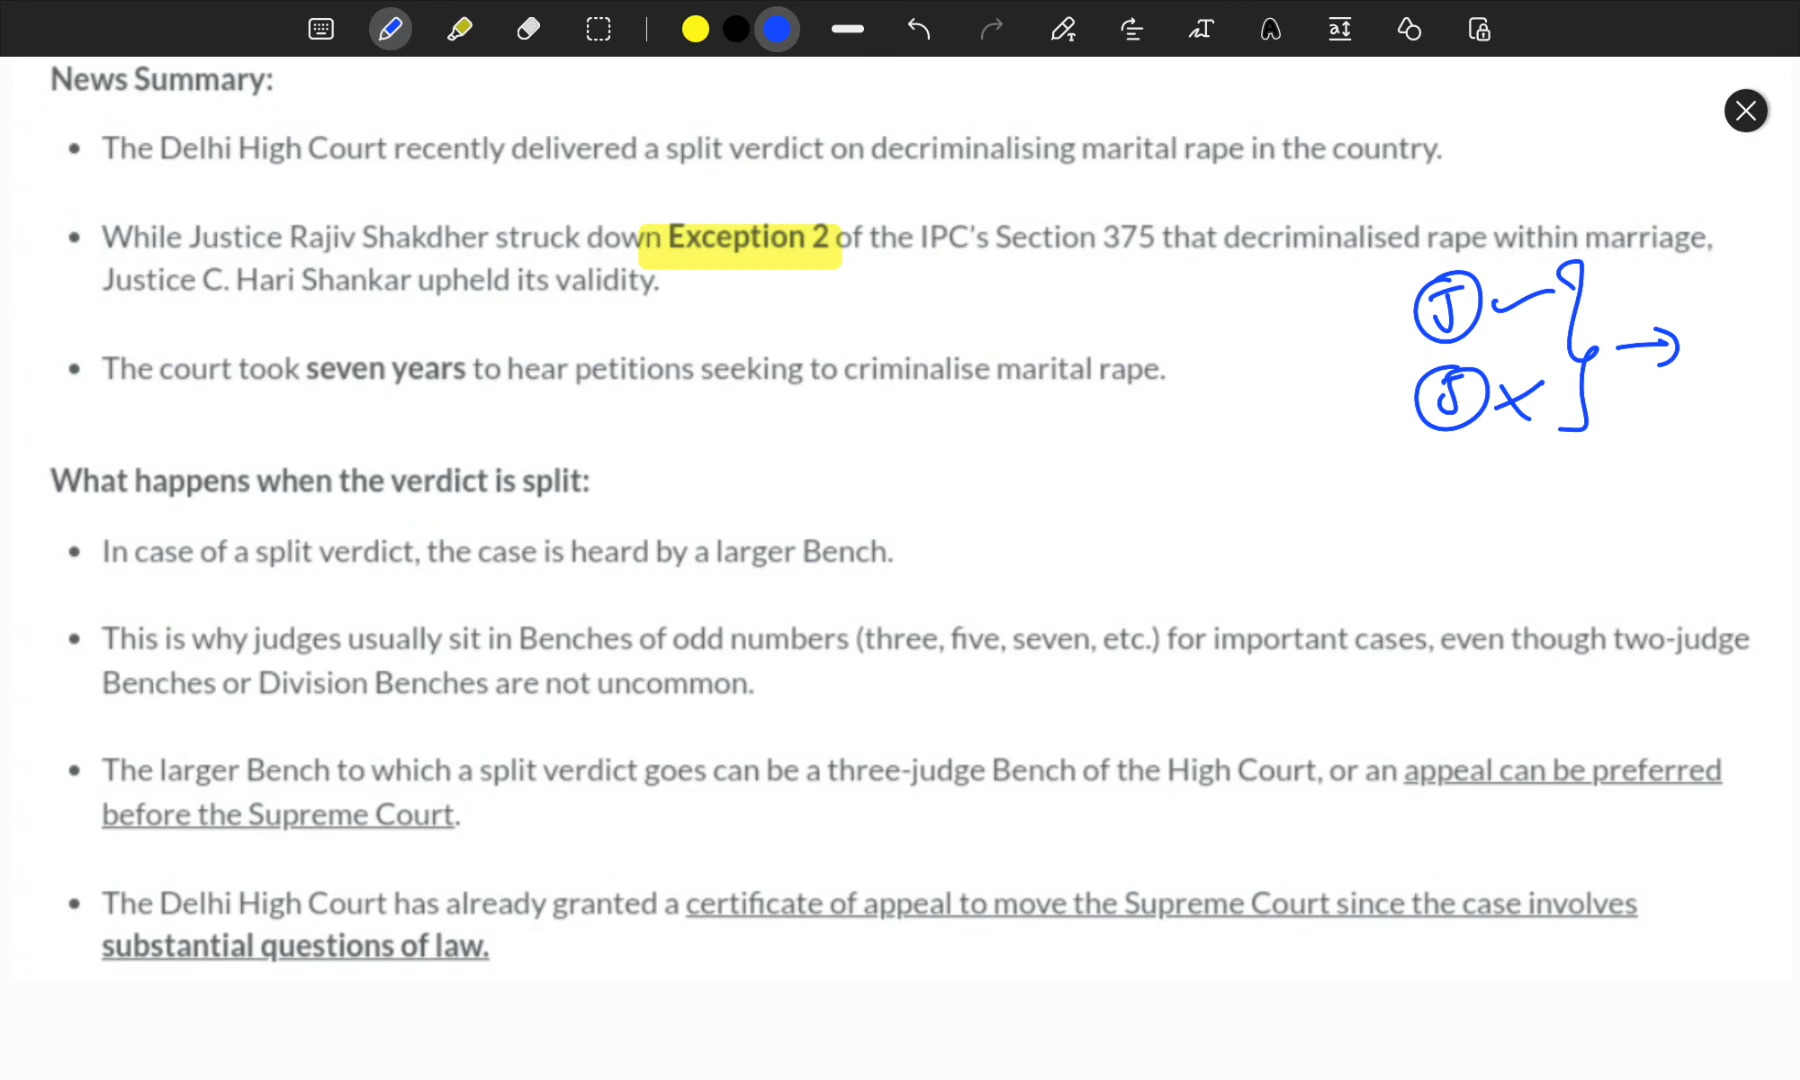 News Summary:
• The Delhi High Court recently delivered a split verdict on decriminalising marital rape in the country.
• While Justice Rajiv Shakdher struck down Exception 2 of the IPC's Section 375 that decriminalised rape within marriage,
Justice C. Hari Shankar upheld its validity.
J
• The court took seven years to hear petitions seeking to criminalise marital rape.
J
What happens when the verdict is split:
• In case of a split verdict, the case is heard by a larger Bench.
• This is why judges usually sit in Benches of odd numbers (three, five, seven, etc.) for important cases, even though two-judge
Benches or Division Benches are not uncommon.
• The larger Bench to which a split verdict goes can be a three-judge Bench of the High Court, or an appeal can be preferred
before the Supreme Court.
• The Delhi High Court has already granted a certificate of appeal to move the Supreme Court since the case involves
substantial questions of law.